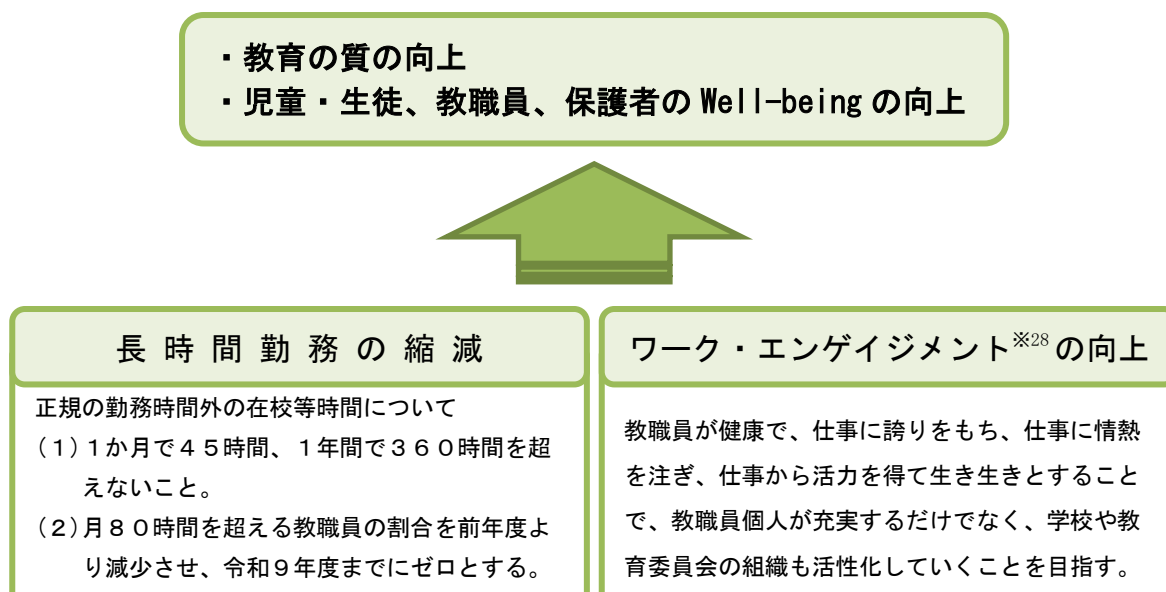 ・教育の質の向上
・児童・生徒、教職員、保護者の Well-being の向上
長時間勤務の縮減
正規の勤務時間外の在校等時間について
(1)1か月で45時間、1年間で360時間を超
えないこと。
(2)月80時間を超える教職員の割合を前年度よ
り減少させ、令和9年度までにゼロとする。
ワーク・エンゲイジメント※28の向上
教職員が健康で、仕事に誇りをもち、仕事に情熱
を注ぎ、仕事から活力を得て生き生きとすること
で、教職員個人が充実するだけでなく、学校や教
育委員会の組織も活性化していくことを目指す。